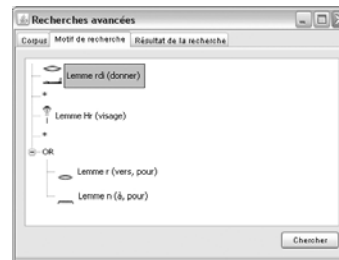 Recherches avancées
Corpus Motif de recherche Résultat de la recherche
Lemme rdi (donner)
*
Lemme Hr (visage)
*
OR
Lemme r (vers, pour)
Lemme n (à, pour)
Chercher